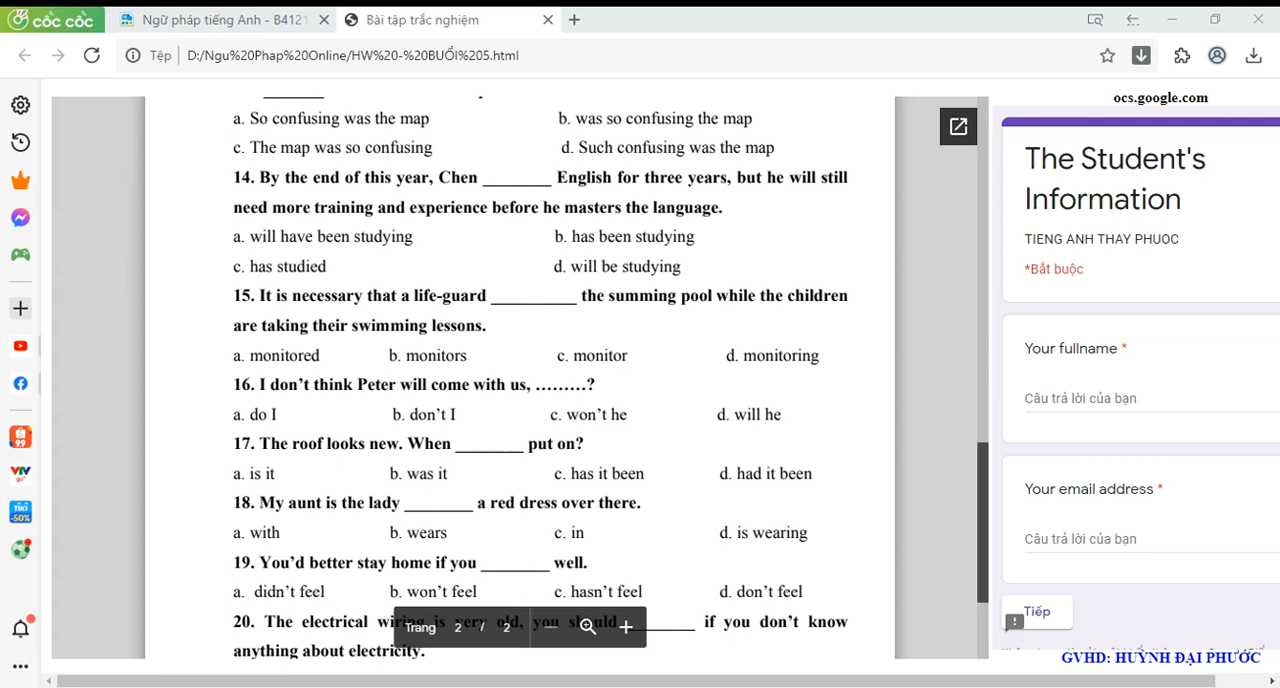 cốc cốc
Ngữ pháp tiếng Anh - B4121
Bài tập trắc nghiệm
Tệp
D:/Ngu%20Phap%20Online/HW%20-%20BUỔI%205.html
ocs.google.com
a. So confusing was the map b. was so confusing the map
c. The map was so confusing d. Such confusing was the map
14. By the end of this year, Chen ________ English for three years, but he will still
need more training and experience before he masters the language.
a. will have been studying b. has been studying
c. has studied d. will be studying
15. It is necessary that a life-guard __________ the summing pool while the children
are taking their swimming lessons.
a. monitored b. monitors c. monitor d. monitoring
16. I don’t think Peter will come with us, ………?
a. do I b. don’t I c. won’t he d. will he
17. The roof looks new. When ________ put on?
a. is it b. was it c. has it been d. had it been
18. My aunt is the lady ________ a red dress over there.
a. with b. wears c. in d. is wearing
19. You’d better stay home if you ________ well.
a. didn’t feel b. won’t feel c. hasn’t feel d. don’t feel
20. The electrical wiring is very old, you should ________ if you don’t know
anything about electricity.
Trang 2 / 2
The Student's
Information
TIENG ANH THAY PHUOC
*Bắt buộc
Your fullname *
Câu trả lời của bạn
Your email address *
Câu trả lời của bạn
Tiếp
GVHD: HUỲNH ĐẠI PHƯỚC